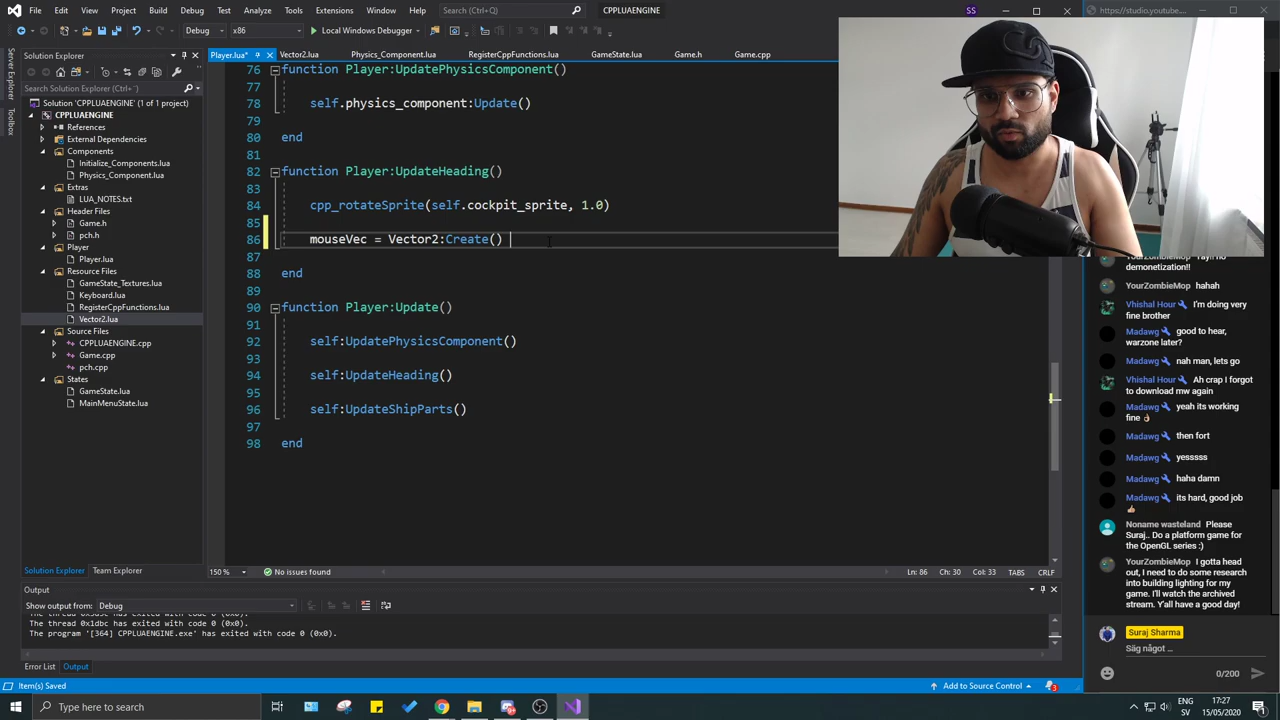 File Edit View Project Build Debug Test Analyze Tools Extensions Window Help Search (Ctrl+Q) CPPLUAENGINE SS
https://studio.youtube.c
Debug x86 Local Windows Debugger
Server Explorer
Toolbox
Solution Explorer
Search Solution Explorer (Ctrl+;)
Solution 'CPPLUAENGINE' (1 of 1 project)
CPPLUAENGINE
References
External Dependencies
Components
Initialize_Components.lua
Physics_Component.lua
Extras
LUA_NOTES.txt
Header Files
Game.h
pch.h
Player
Player.lua
Resource Files
GameState_Textures.lua
Keyboard.lua
RegisterCppFunctions.lua
Vector2.lua
Source Files
CPPLUAENGINE.cpp
Game.cpp
pch.cpp
States
GameState.lua
MainMenuState.lua
Solution Explorer Team Explorer
Player.lua* Vector2.lua Physics_Component.lua RegisterCppFunctions.lua GameState.lua Game.h Game.cpp
76 function Player:UpdatePhysicsComponent()
77
78 self.physics_component:Update()
79
80 end
81
82 function Player:UpdateHeading()
83
84 cpp_rotateSprite(self.cockpit_sprite, 1.0)
85
86 mouseVec = Vector2:Create()
87
88 end
89
90 function Player:Update()
91
92 self:UpdatePhysicsComponent()
93
94 self:UpdateHeading()
95
96 self:UpdateShipParts()
97
98 end
150 % No issues found Ln: 86 Ch: 30 Col: 33 TABS CRLF
Output
Show output from: Debug
The thread 0x1dbc has exited with code 0 (0x0).
The program '[364] CPPLUAENGINE.exe' has exited with code 0 (0x0).
Error List Output
Item(s) Saved Add to Source Control 3
demonetization!!
YourZombieMop hahah
Vhishal Hour I'm doing very
fine brother
Madawg good to hear,
warzone later?
Madawg nah man, lets go
Vhishal Hour Ah crap I forgot
to download mw again
Madawg yeah its working
fine 👌
Madawg then fort
Madawg yesssss
Madawg haha damn
Madawg its hard, good job
👍
Noname wasteland Please
Suraj.. Do a platform game for
the OpenGL series :)
YourZombieMop I gotta head
out, I need to do some research
into building lighting for my
game. I'll watch the archived
stream. Y'all have a good day!
Suraj Sharma
Säg något ...
0/200
Type here to search
ENG
SV
17:27
15/05/2020
1